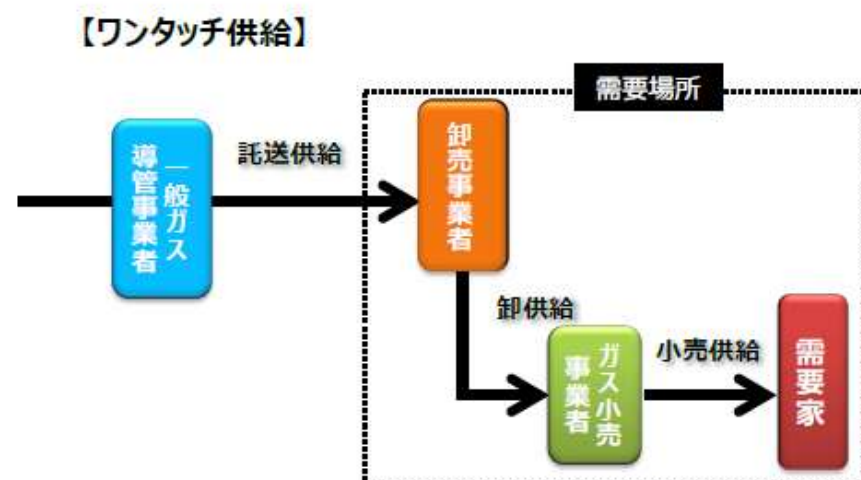 【ワンタッチ供給】
需要場所
一般ガス
導管事業者
託送供給
卸売事業者
卸供給
ガス小売
事業者
小売供給
需要家